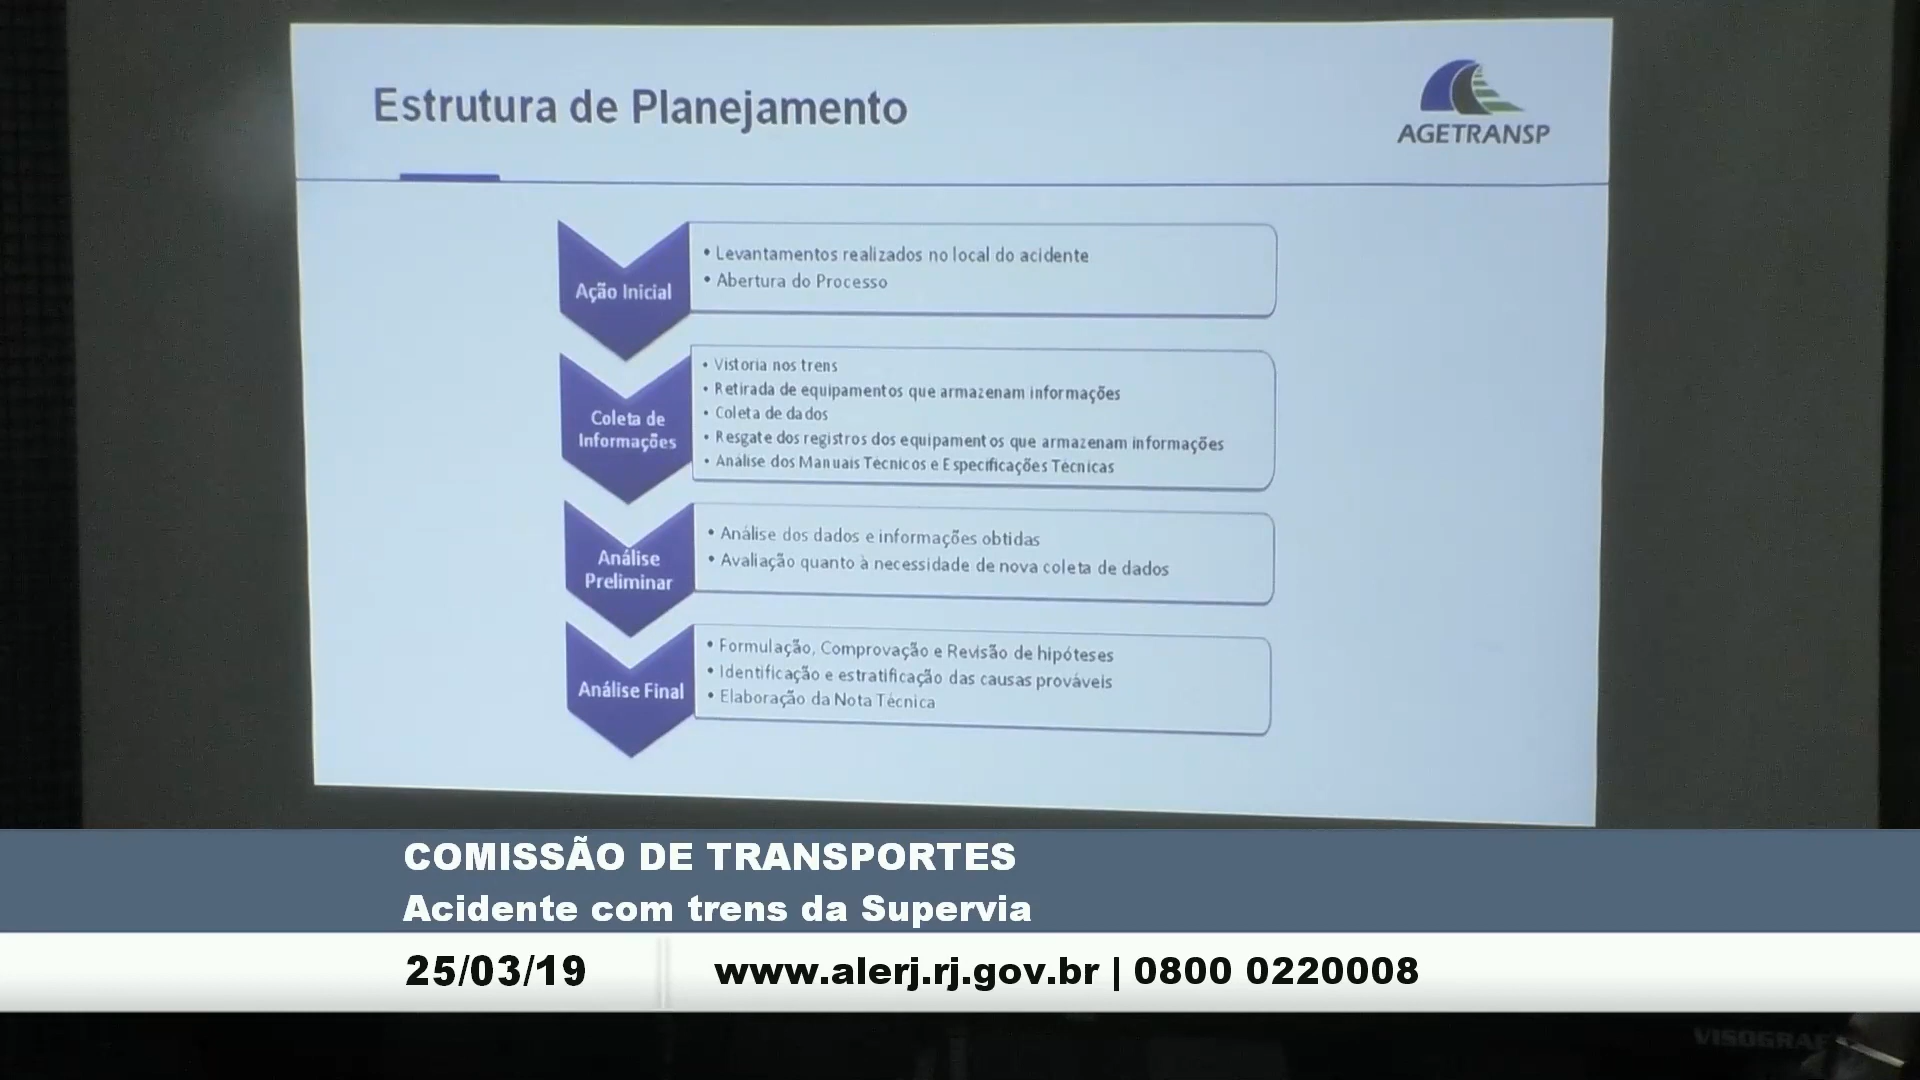 Estrutura de Planejamento
AGETRANSP
Ação Inicial
• Levantamentos realizados no local do acidente
• Abertura do Processo
Coleta de
Informações
• Vistoria nos trens
• Retirada de equipamentos que armazenam informações
• Coleta de dados
• Resgate dos registros dos equipamentos que armazenam informações
• Análise dos Manuais Técnicos e Especificações Técnicas
Análise
Preliminar
• Análise dos dados e informações obtidas
• Avaliação quanto à necessidade de nova coleta de dados
Análise Final
• Formulação, Comprovação e Revisão de hipóteses
• Identificação e estratificação das causas prováveis
• Elaboração da Nota Técnica
COMISSÃO DE TRANSPORTES
Acidente com trens da Supervia
25/03/19
www.alerj.rj.gov.br | 0800 0220008